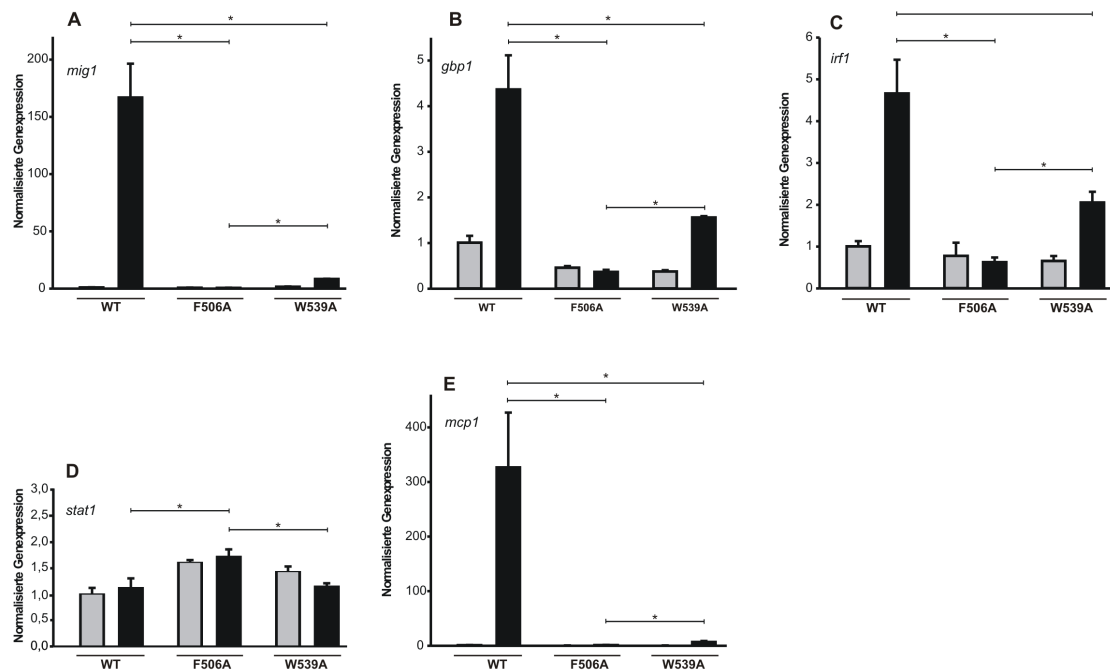 A
*
*
mig1
Normalisierte Genexpression
200
150
100
50
0
*
WT
F506A
W539A
B
*
*
gbp1
Normalisierte Genexpression
5
4
3
2
1
0
*
WT
F506A
W539A
C
*
irf1
Normalisierte Genexpression
6
5
4
3
2
1
0
*
WT
F506A
W539A
D
stat1
Normalisierte Genexpression
3,0
2,5
2,0
1,5
1,0
0,5
0,0
*
*
WT
F506A
W539A
E
*
*
mcp1
Normalisierte Genexpression
400
300
200
100
0
*
WT
F506A
W539A